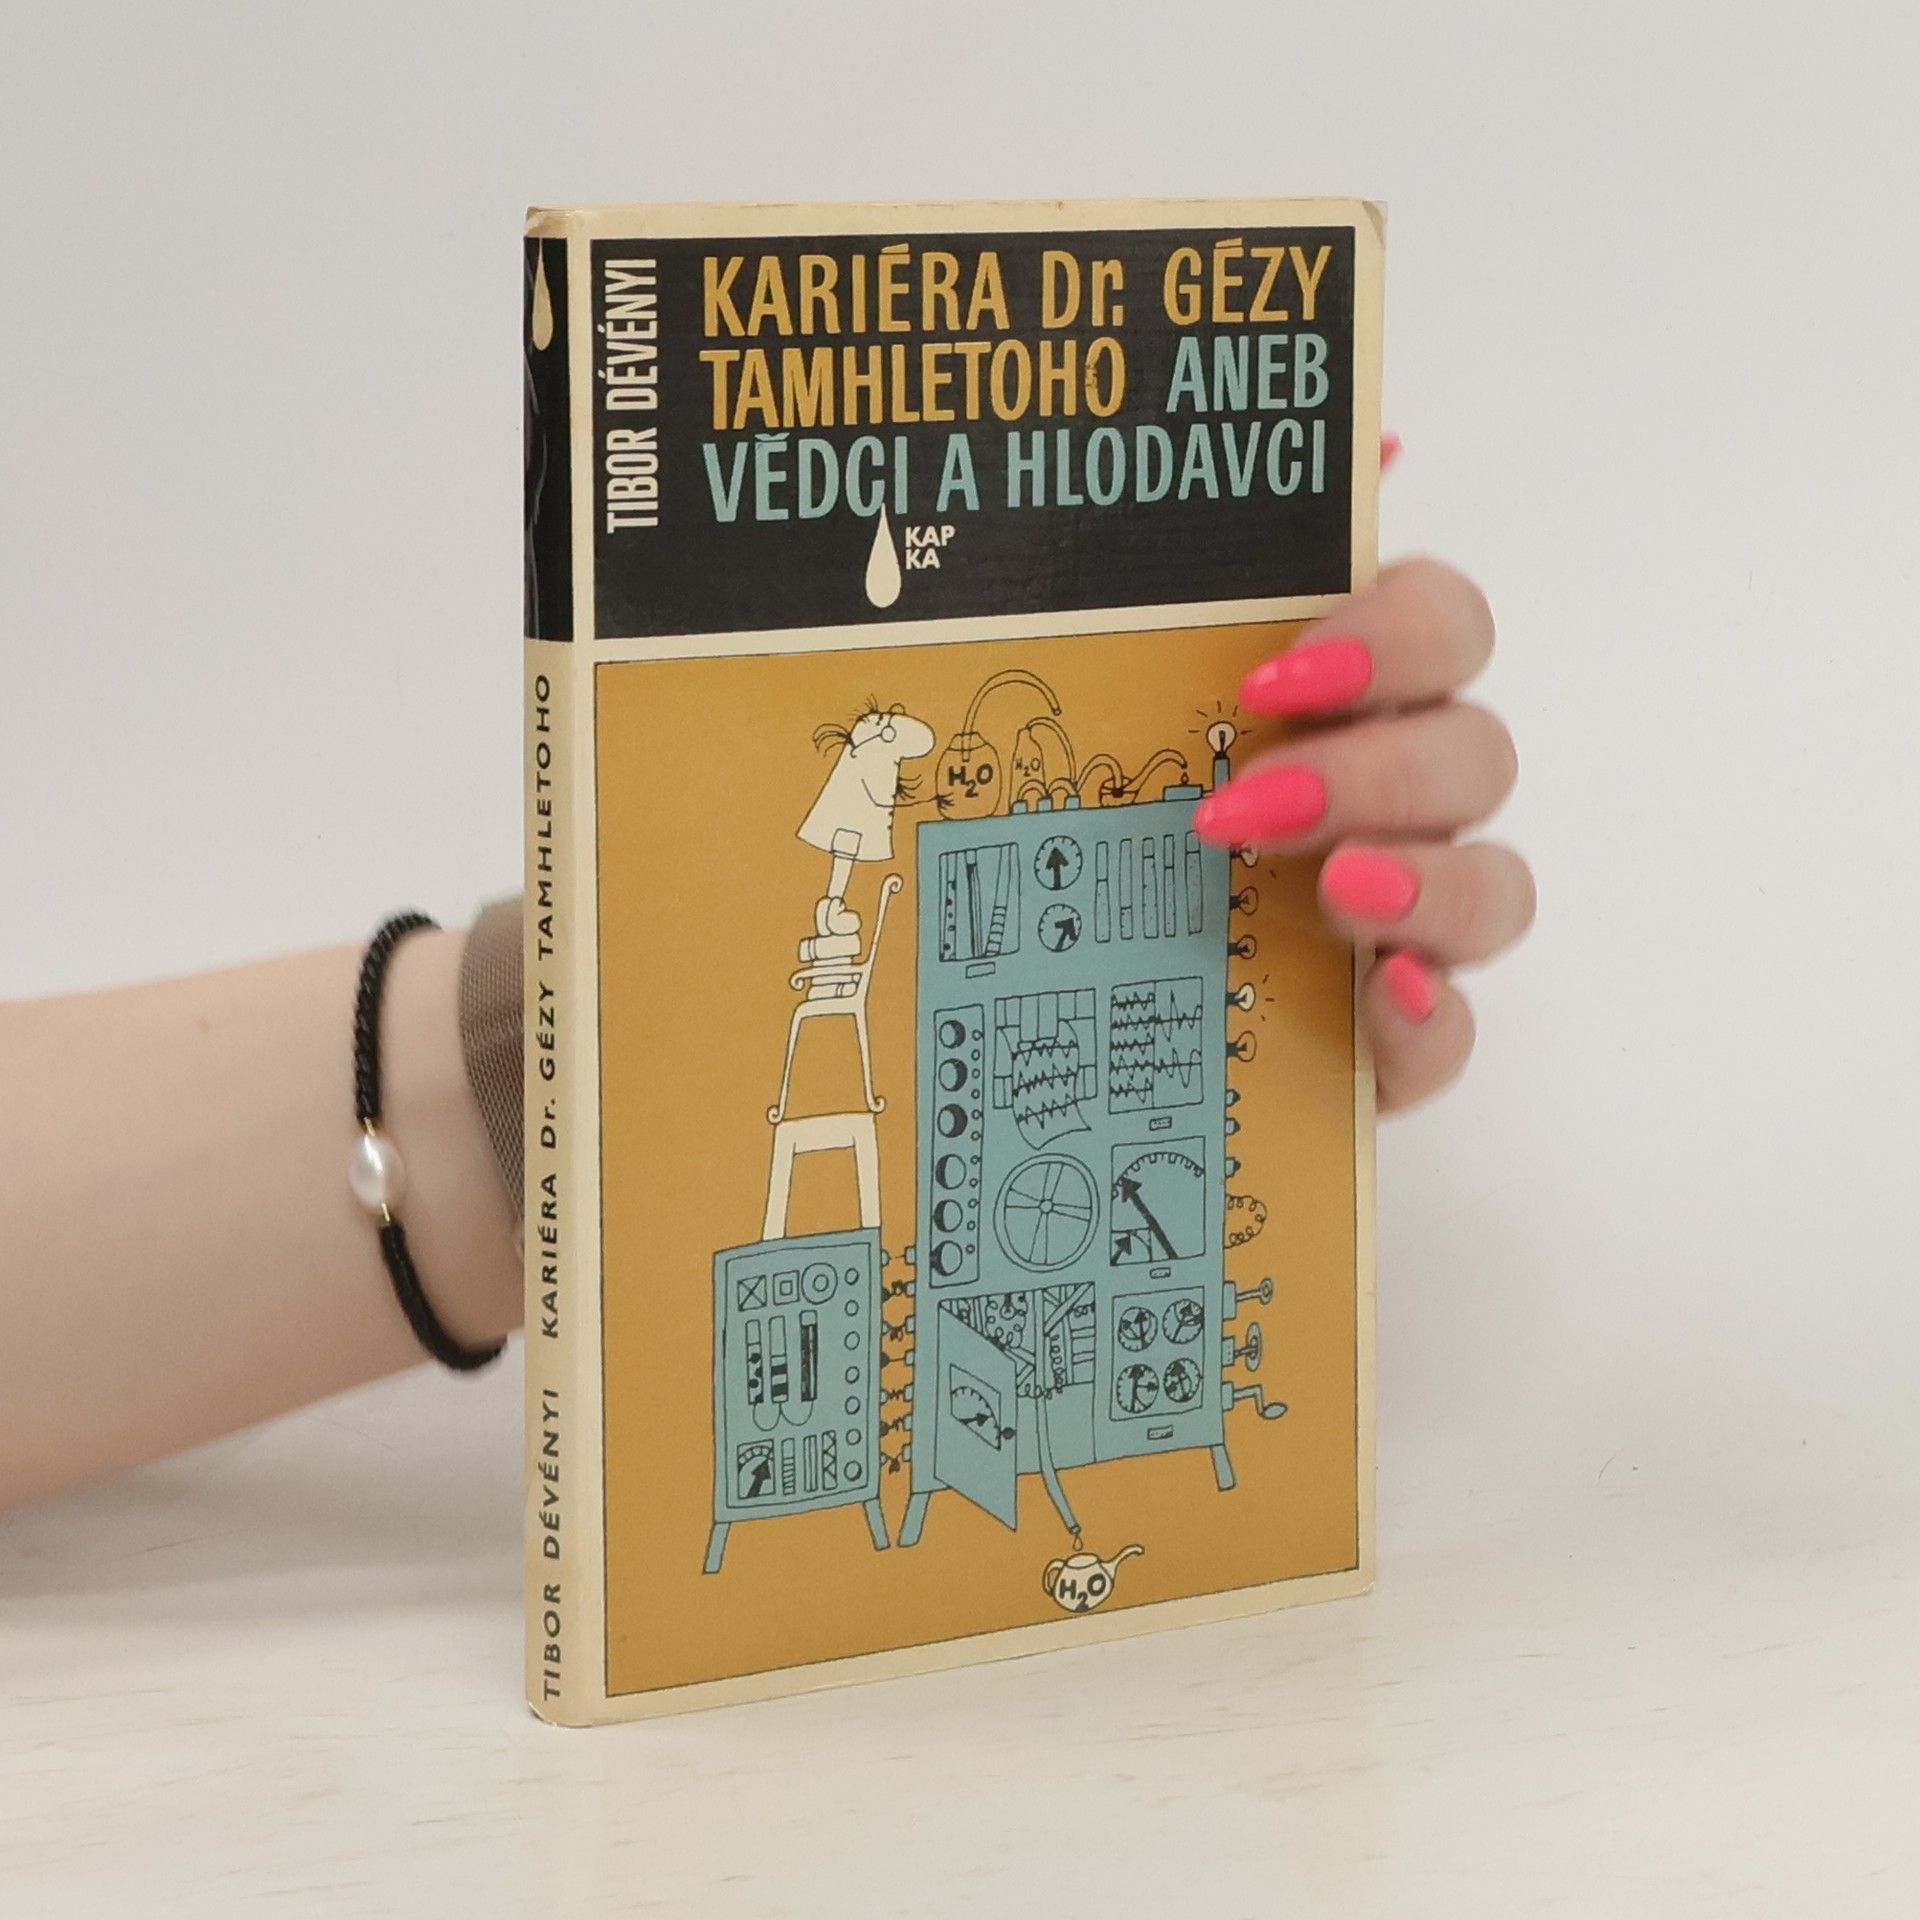 TIBOR DÉVÉNYI
KARIÉRA Dr. GÉZY
TAMHLETOHO ANEB
VĚDCI A HLODAVCI
KAP
KA
H2O
H2O
H2O
TIBOR DÉVÉNYI KARIÉRA Dr. GÉZY TAMHLETOHO